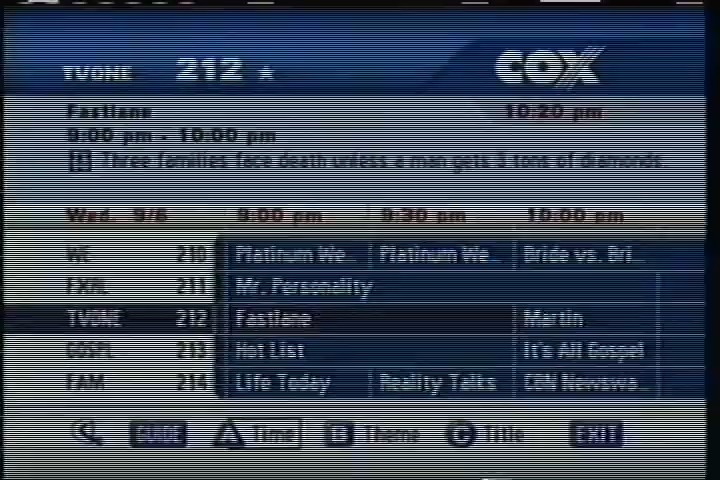 TVONE 212 ★ COX
Fastlane 10:20 pm
9:00 pm - 10:00 pm
Three families face death unless a man gets 3 tons of diamonds.
Wed. 9/6 9:00 pm 9:30 pm 10:00 pm
WE 210 Platinum We... Platinum We... Bride vs. Bri...
211 Mr. Personality
TVONE 212 Fastlane Martin
GOSPL 213 Hot List It's All Gospel
FAM 214 Life Today Reality Talks CBN Newswa...
GUIDE A Time B Theme C Title EXIT